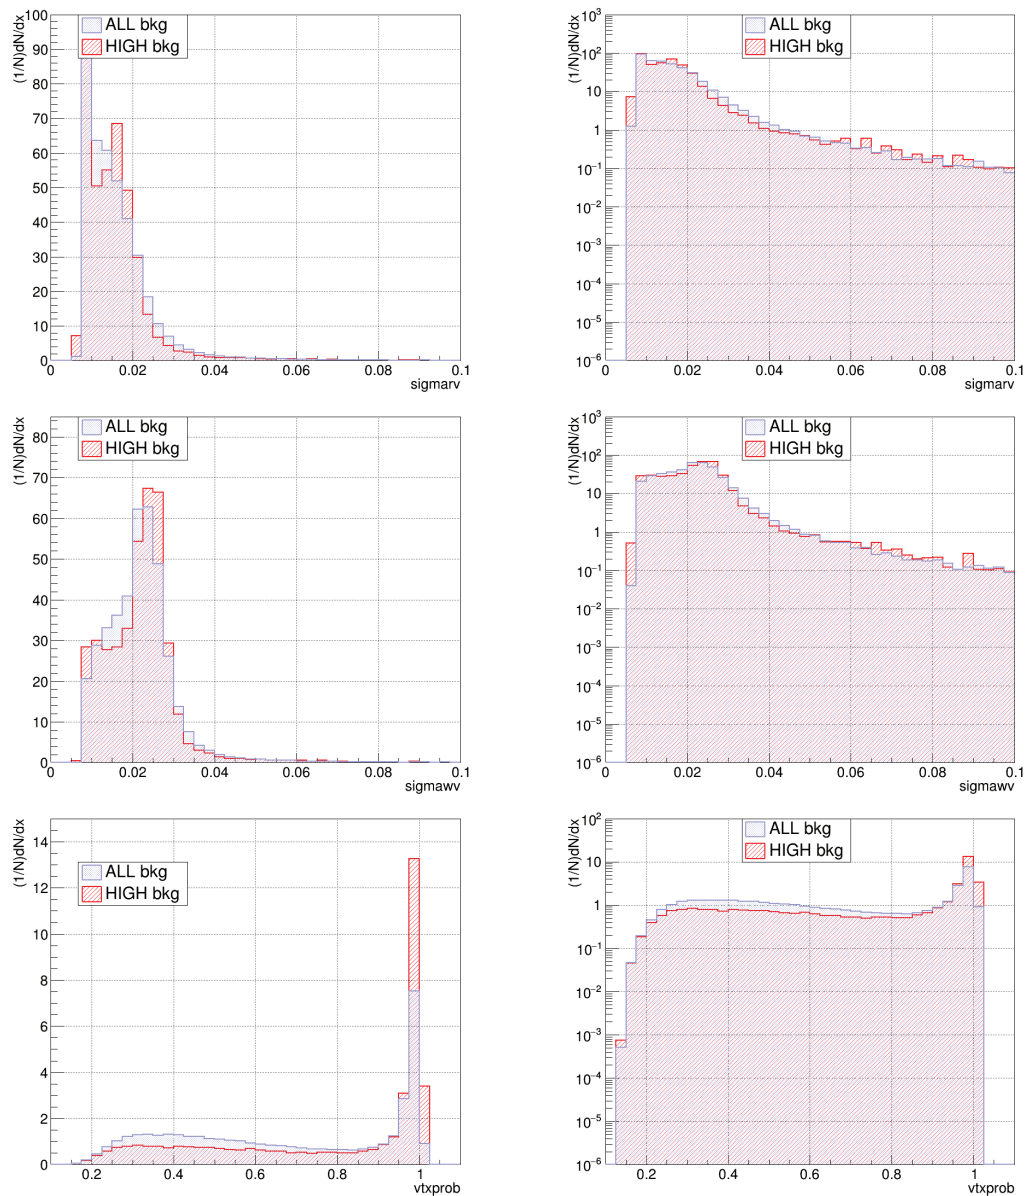 (1/N)dN/dx
ALL bkg
HIGH bkg
100
90
80
70
60
50
40
30
20
10
0
0 0.02 0.04 0.06 0.08 0.1
sigmarv
(1/N)dN/dx
ALL bkg
HIGH bkg
10³
10²
10
1
10⁻¹
10⁻²
10⁻³
10⁻⁴
10⁻⁵
10⁻⁶
0 0.02 0.04 0.06 0.08 0.1
sigmarv
(1/N)dN/dx
ALL bkg
HIGH bkg
80
70
60
50
40
30
20
10
0
0 0.02 0.04 0.06 0.08 0.1
sigmawv
(1/N)dN/dx
ALL bkg
HIGH bkg
10³
10²
10
1
10⁻¹
10⁻²
10⁻³
10⁻⁴
10⁻⁵
10⁻⁶
0 0.02 0.04 0.06 0.08 0.1
sigmawv
(1/N)dN/dx
ALL bkg
HIGH bkg
14
12
10
8
6
4
2
0
0.2 0.4 0.6 0.8 1
vtxprob
(1/N)dN/dx
ALL bkg
HIGH bkg
10²
10
1
10⁻¹
10⁻²
10⁻³
10⁻⁴
10⁻⁵
10⁻⁶
0.2 0.4 0.6 0.8 1
vtxprob